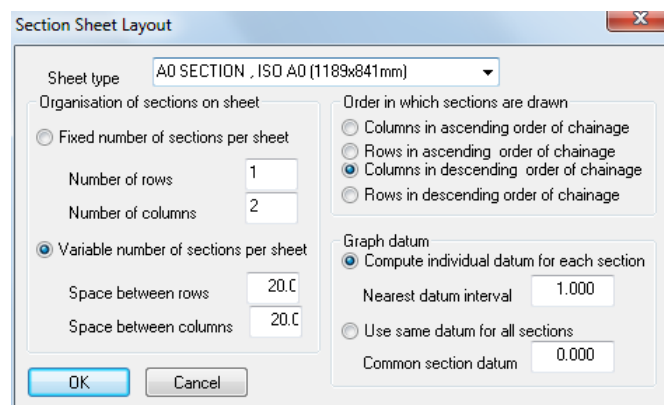 Section Sheet Layout
X
Sheet type A0 SECTION , ISO A0 (1189x841mm)
Organisation of sections on sheet
Fixed number of sections per sheet
Number of rows 1
Number of columns 2
Variable number of sections per sheet
Space between rows 20.0
Space between columns 20.0
Order in which sections are drawn
Columns in ascending order of chainage
Rows in ascending order of chainage
Columns in descending order of chainage
Rows in descending order of chainage
Graph datum
Compute individual datum for each section
Nearest datum interval 1.000
Use same datum for all sections
Common section datum 0.000
OK Cancel